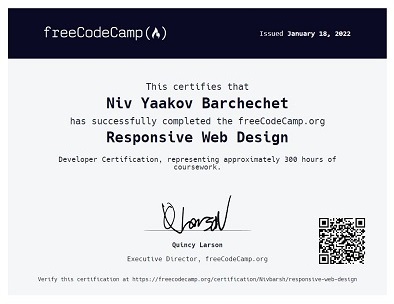 freeCodeCamp(🔥)
Issued January 18, 2022
This certifies that
Niv Yaakov Barchechet
has successfully completed the freeCodeCamp.org
Responsive Web Design
Developer Certification, representing approximately 300 hours of
coursework.
Quincy Larson
Executive Director, freeCodeCamp.org
Verify this certification at https://freecodecamp.org/certification/Nivbarsh/responsive-web-design